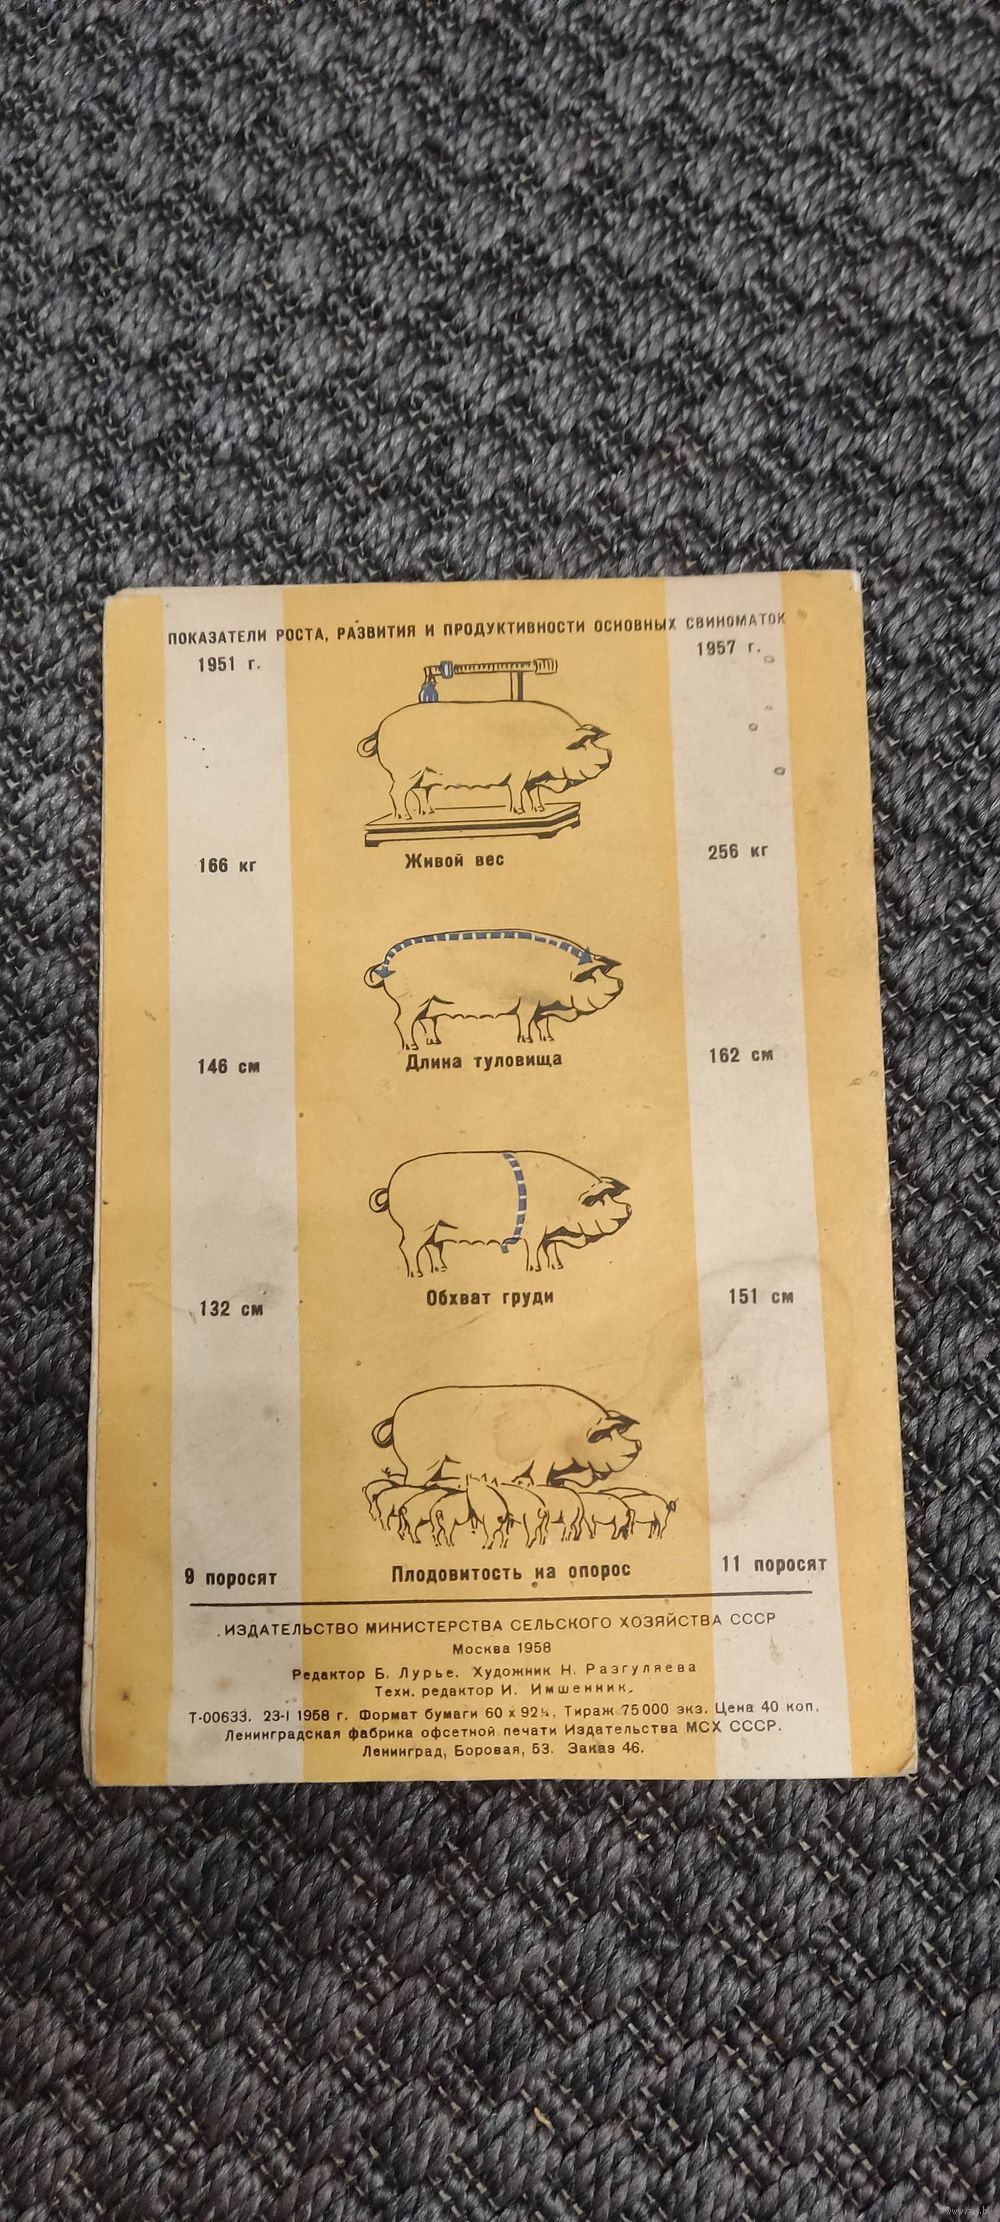 ПОКАЗАТЕЛИ РОСТА, РАЗВИТИЯ И ПРОДУКТИВНОСТИ ОСНОВНЫХ СВИНОМАТОК
1951 г. 1957 г.
166 кг Живой вес 256 кг
146 см Длина туловища 162 см
132 см Обхват груди 151 см
9 поросят Плодовитость на опорос 11 поросят
ИЗДАТЕЛЬСТВО МИНИСТЕРСТВА СЕЛЬСКОГО ХОЗЯЙСТВА СССР
Москва 1958
Редактор Б. Лурье. Художник Н. Разгуляева
Техн. редактор И. Имшенник.
Т-00633. 23-I 1958 г. Формат бумаги 60 x 92¼. Тираж 75000 экз. Цена 40 коп.
Ленинградская фабрика офсетной печати Издательства МСХ СССР.
Ленинград, Боровая, 53. Заказ 46.